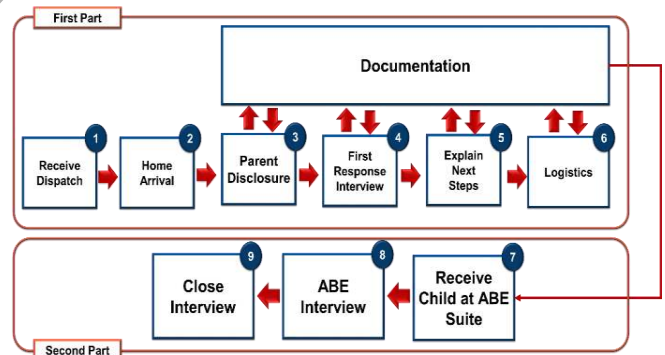 First Part
Documentation
1
Receive
Dispatch
2
Home
Arrival
3
Parent
Disclosure
4
First
Response
Interview
5
Explain
Next
Steps
6
Logistics
9
Close
Interview
8
ABE
Interview
7
Receive
Child at ABE
Suite
Second Part